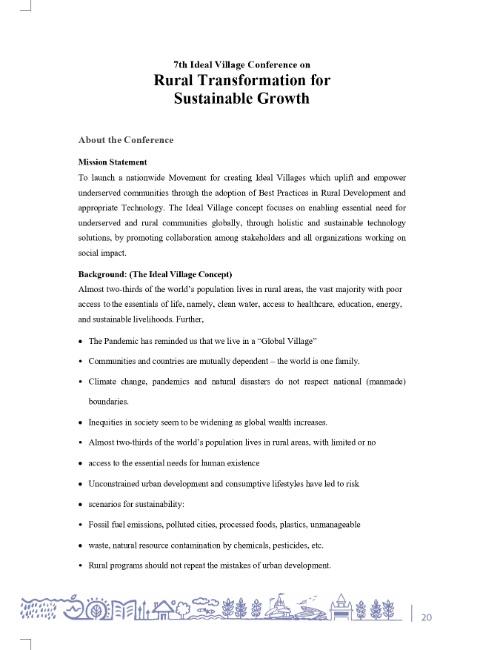 7th Ideal Village Conference on
Rural Transformation for
Sustainable Growth
About the Conference
Mission Statement
To launch a nationwide Movement for creating Ideal Villages which uplift and empower
underserved communities through the adoption of Best Practices in Rural Development and
appropriate Technology. The Ideal Village concept focuses on enabling essential need for
underserved and rural communities globally, through holistic and sustainable technology
solutions, by promoting collaboration among stakeholders and all organizations working on
social impact.
Background: (The Ideal Village Concept)
Almost two-thirds of the world's population lives in rural areas, the vast majority with poor
access to the essentials of life, namely, clean water, access to healthcare, education, energy,
and sustainable livelihoods. Further,
• The Pandemic has reminded us that we live in a "Global Village"
• Communities and countries are mutually dependent – the world is one family.
• Climate change, pandemics and natural disasters do not respect national (manmade)
boundaries.
• Inequities in society seem to be widening as global wealth increases.
• Almost two-thirds of the world's population lives in rural areas, with limited or no
• access to the essential needs for human existence
• Unconstrained urban development and consumptive lifestyles have led to risk
• scenarios for sustainability:
• Fossil fuel emissions, polluted cities, processed foods, plastics, unmanageable
• waste, natural resource contamination by chemicals, pesticides, etc.
• Rural programs should not repeat the mistakes of urban development.
20